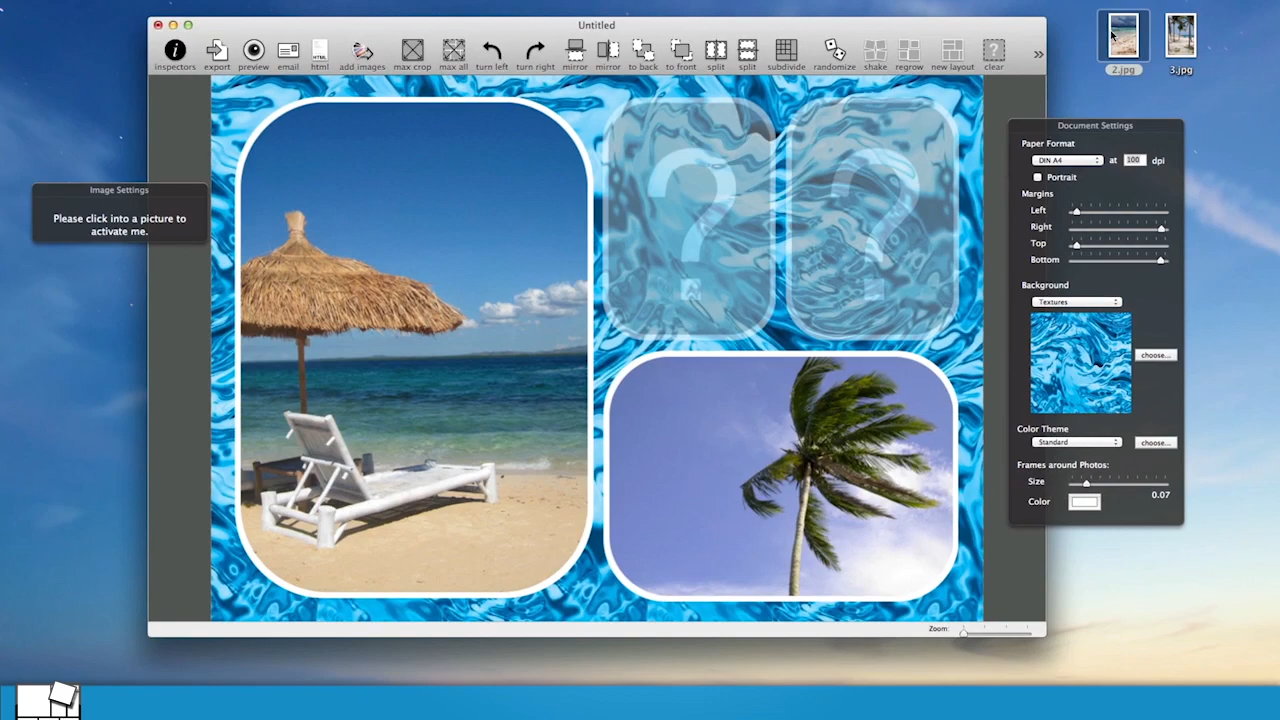 Untitled
inspectors export preview email html add images max crop max all turn left turn right mirror mirror to back to front split split subdivide randomize shake regrow new layout clear
HTML
2.jpg 3.jpg
Image Settings
Please click into a picture to
activate me.
? ?
Document Settings
Paper Format
DIN A4 at 100 dpi
Portrait
Margins
Left
Right
Top
Bottom
Background
Textures
choose...
Color Theme
Standard choose...
Frames around Photos:
Size
0.07
Color
Zoom: